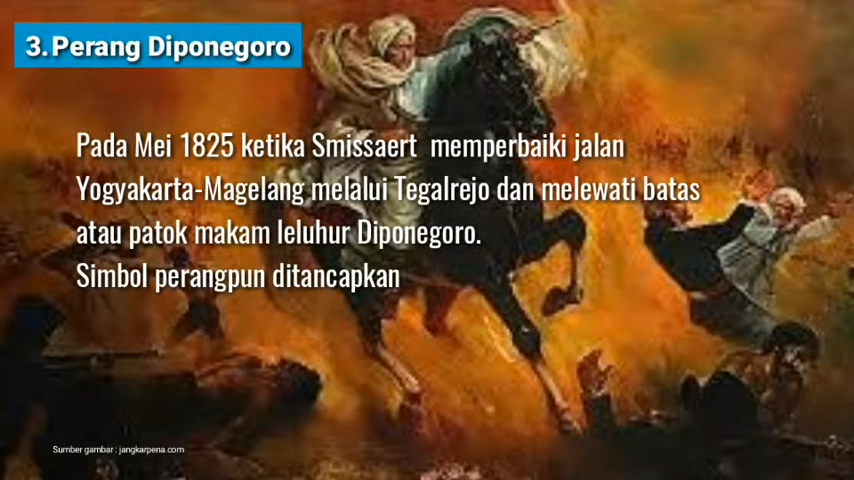 3. Perang Diponegoro
Pada Mei 1825 ketika Smissaert memperbaiki jalan
Yogyakarta-Magelang melalui Tegalrejo dan melewati batas
atau patok makam leluhur Diponegoro.
Simbol perangpun ditancapkan
Sumber gambar : jangkarpena.com